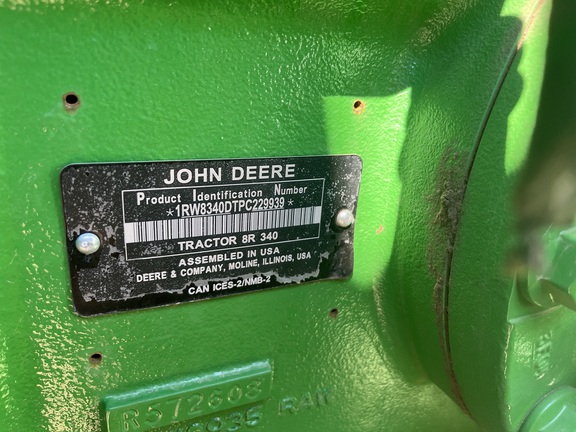 JOHN DEERE
Product Identification Number
*1RW8340DTPC229939*
TRACTOR 8R 340
ASSEMBLED IN USA
DEERE & COMPANY, MOLINE, ILLINOIS, USA
CAN ICES-2/NMB-2
R572608